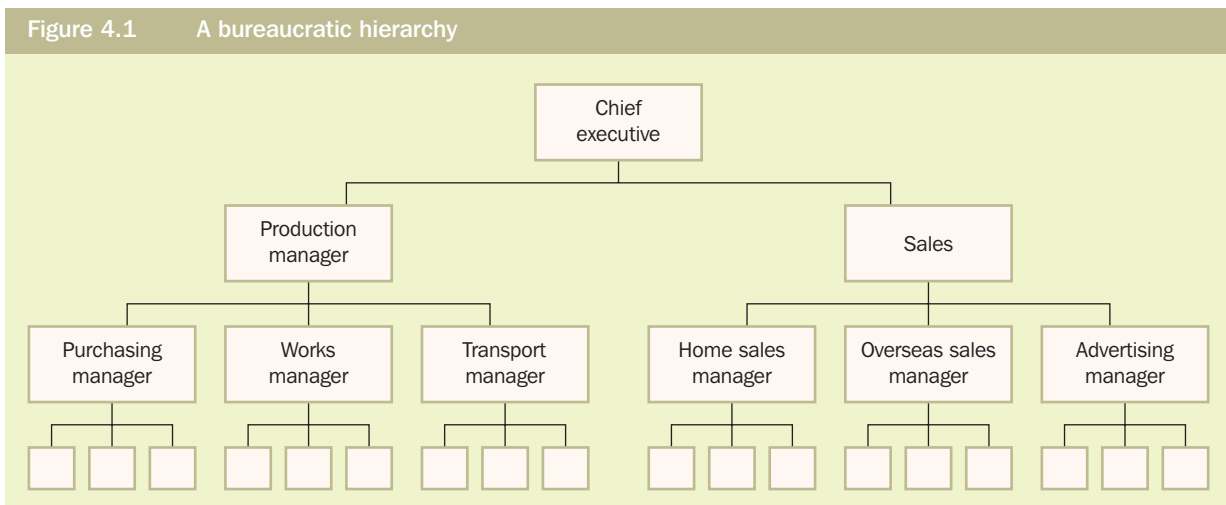 Figure 4.1 A bureaucratic hierarchy
Chief
executive
Production
manager
Sales
Purchasing
manager
Works
manager
Transport
manager
Home sales
manager
Overseas sales
manager
Advertising
manager